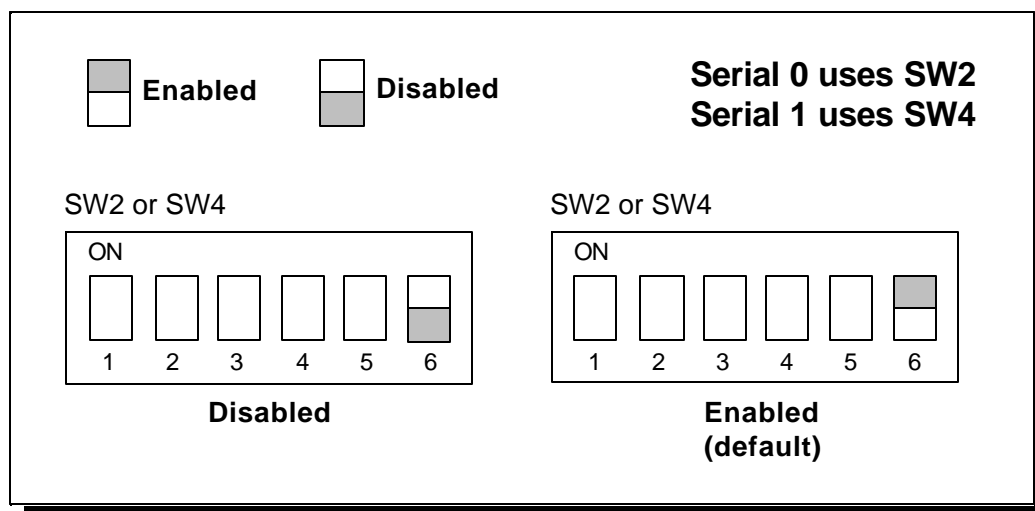 Enabled
Disabled
Serial 0 uses SW2
Serial 1 uses SW4
SW2 or SW4
ON
1 2 3 4 5 6
Disabled
SW2 or SW4
ON
1 2 3 4 5 6
Enabled
(default)